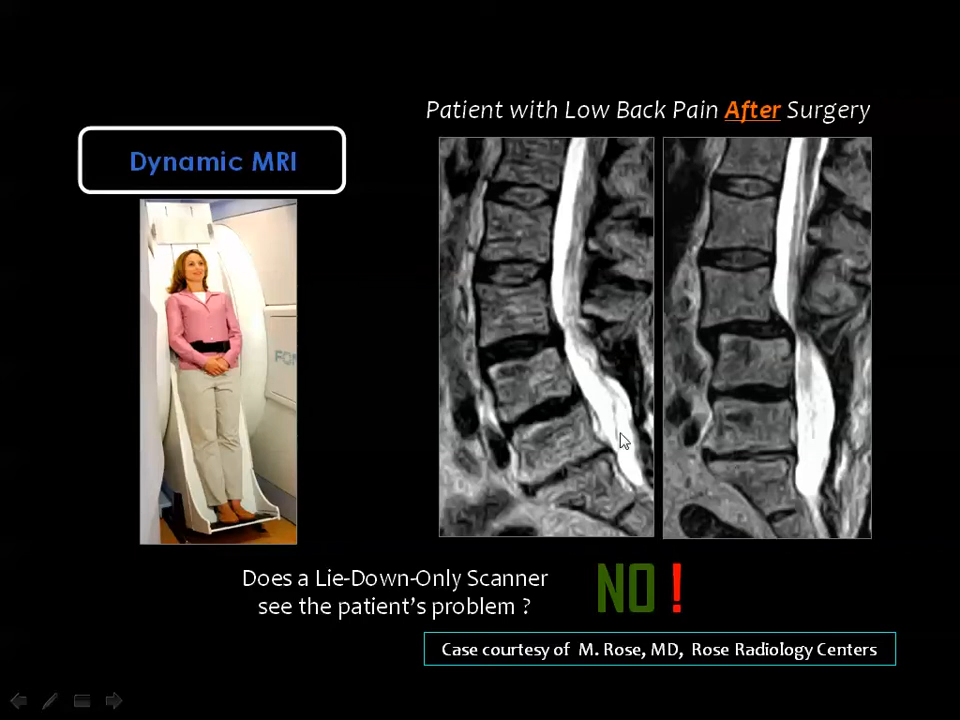 Patient with Low Back Pain After Surgery
Dynamic MRI
Does a Lie-Down-Only Scanner
see the patient's problem ?
NO !
Case courtesy of M. Rose, MD, Rose Radiology Centers